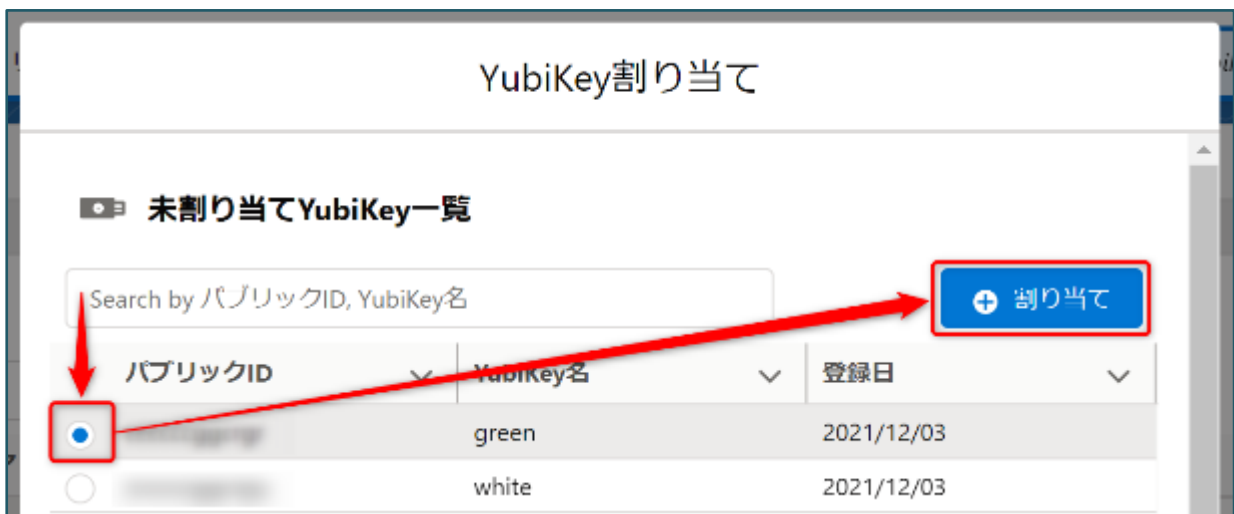 YubiKey割り当て
未割り当てYubiKey一覧
Search by パブリックID, YubiKey名
割り当て
パブリックID YubiKey名 登録日
green 2021/12/03
white 2021/12/03